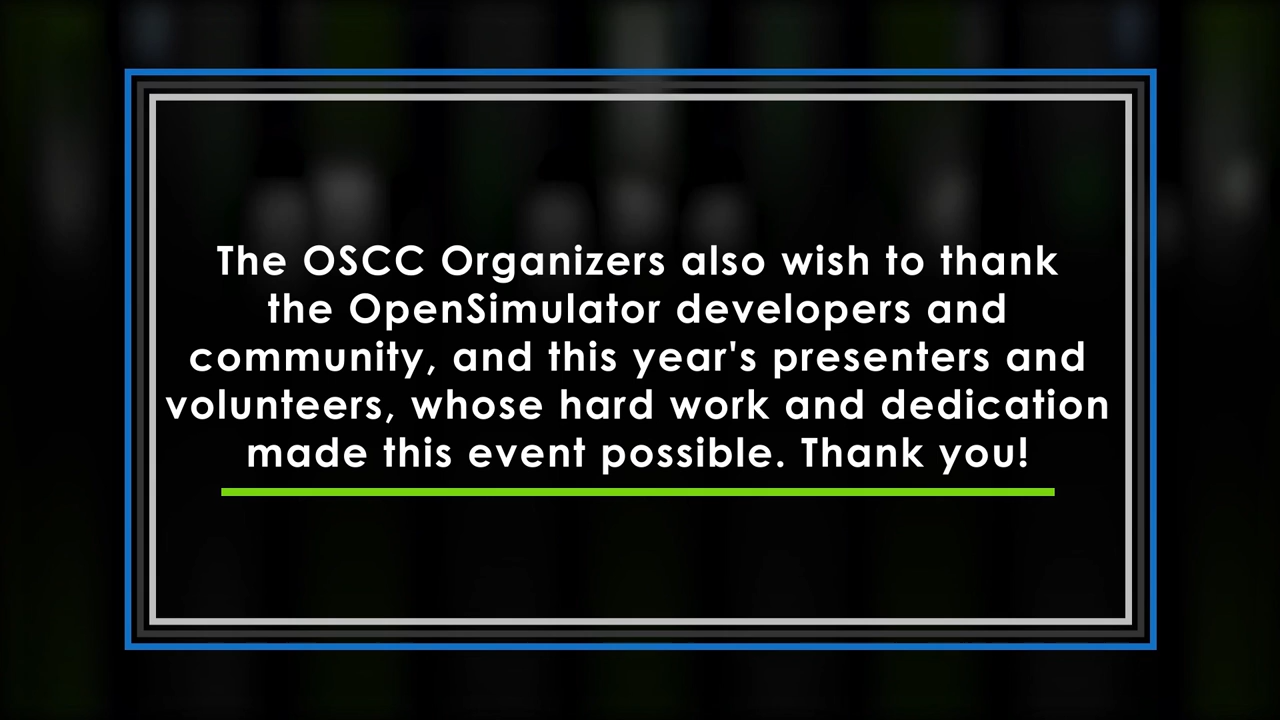 The OSCC Organizers also wish to thank
the OpenSimulator developers and
community, and this year's presenters and
volunteers, whose hard work and dedication
made this event possible. Thank you!